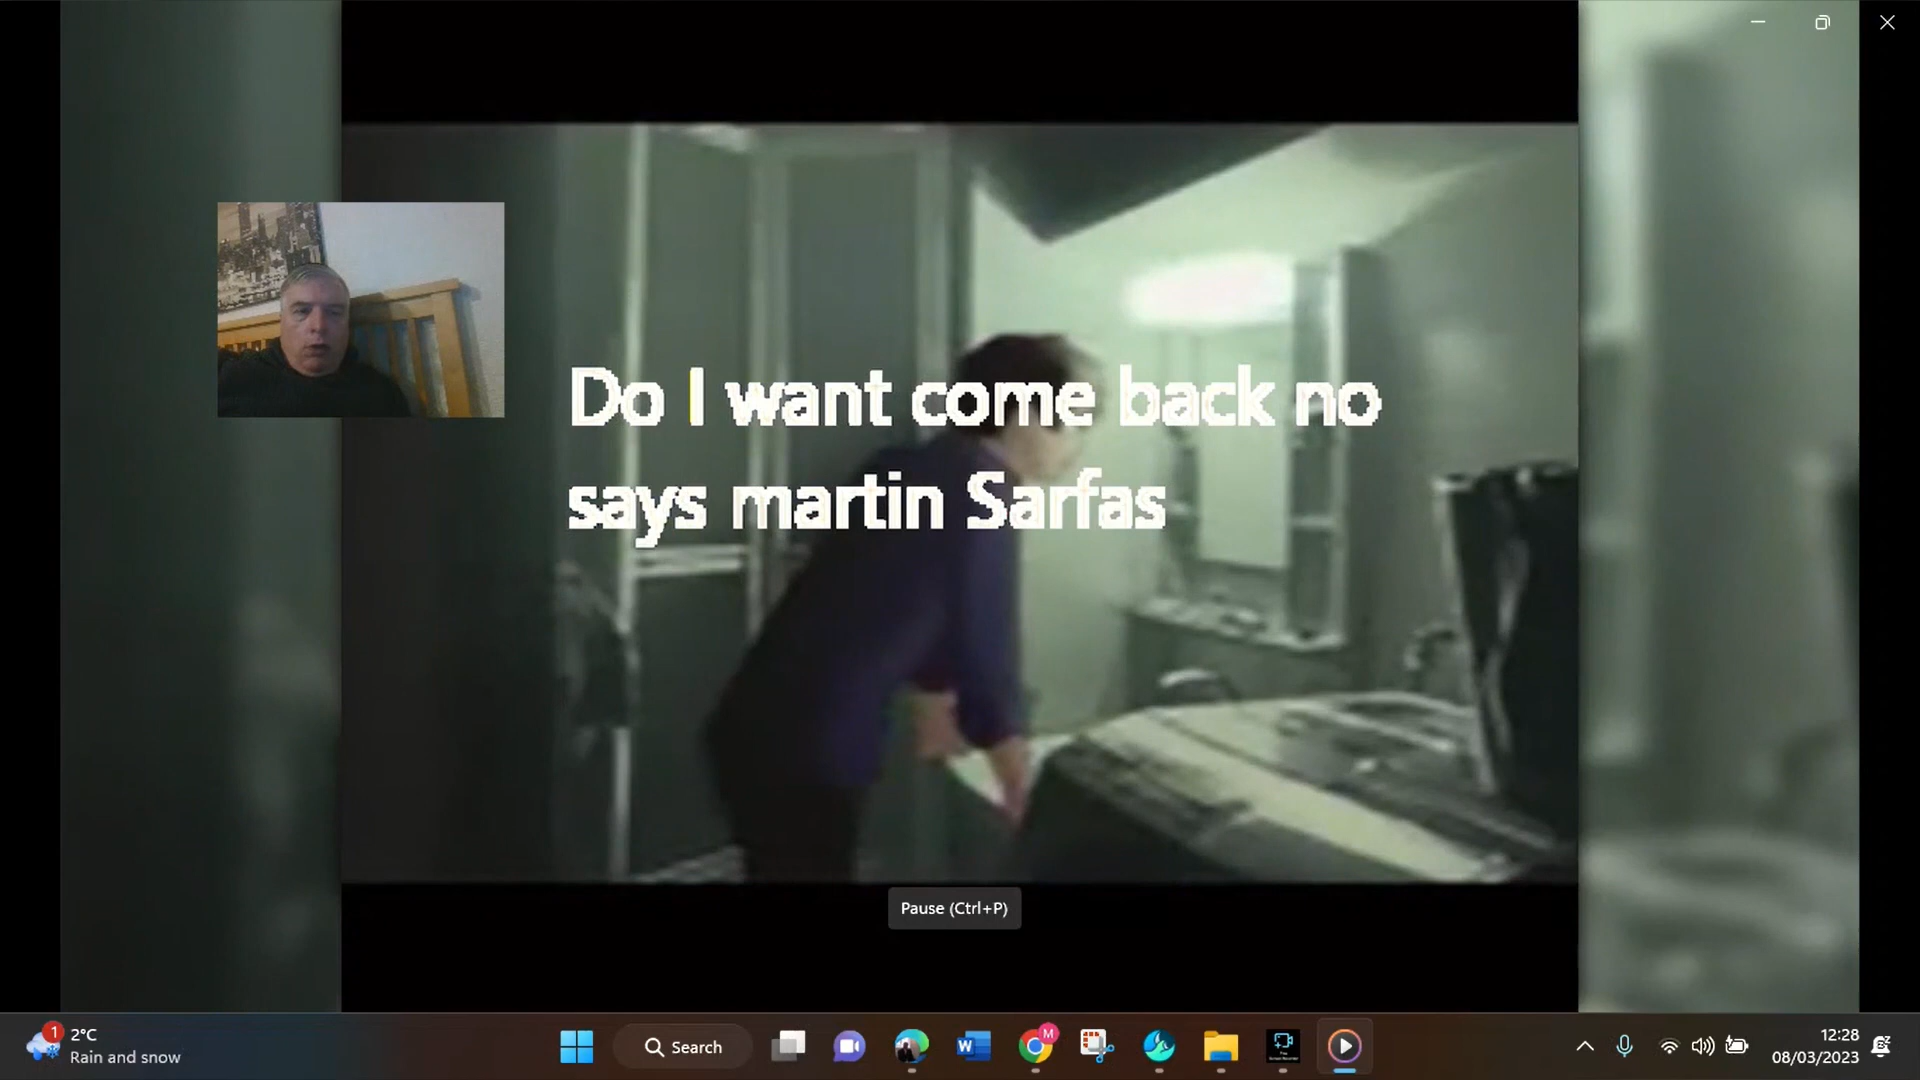 Do I want come back no
says martin Sarfas
Pause (Ctrl+P)
1
2°C
Rain and snow
Search
W
M
12:28
08/03/2023